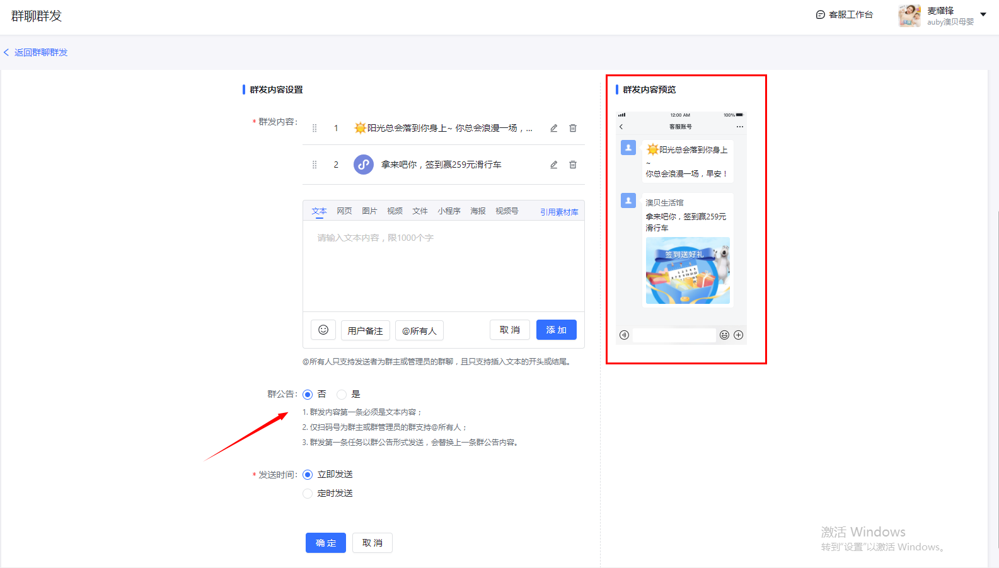 群聊群发
客服工作台
麦耀锋
auby澳贝母婴
返回群聊群发
群发内容设置
* 群发内容：
1 阳光总会落到你身上~ 你总会浪漫一场，...
2 拿来吧你，签到赢259元滑行车
文本 网页 图片 视频 文件 小程序 海报 视频号 引用素材库
请输入文本内容，限1000个字
用户备注 @所有人 取 消 添 加
@所有人只支持发送者为群主或管理员的群聊，且只支持插入文本的开头或结尾。
群公告： 否 是
1. 群发内容第一条必须是文本内容；
2. 仅扫码号为群主或群管理员的群支持@所有人；
3. 群发第一条任务以群公告形式发送，会替换上一条群公告内容。
* 发送时间： 立即发送
定时发送
确 定 取 消
群发内容预览
12:00 AM 100%
客服账号
阳光总会落到你身上
~
你总会浪漫一场，早安！
澳贝生活馆
拿来吧你，签到赢259元
滑行车
签到送好礼
激活 Windows
转到"设置"以激活 Windows。